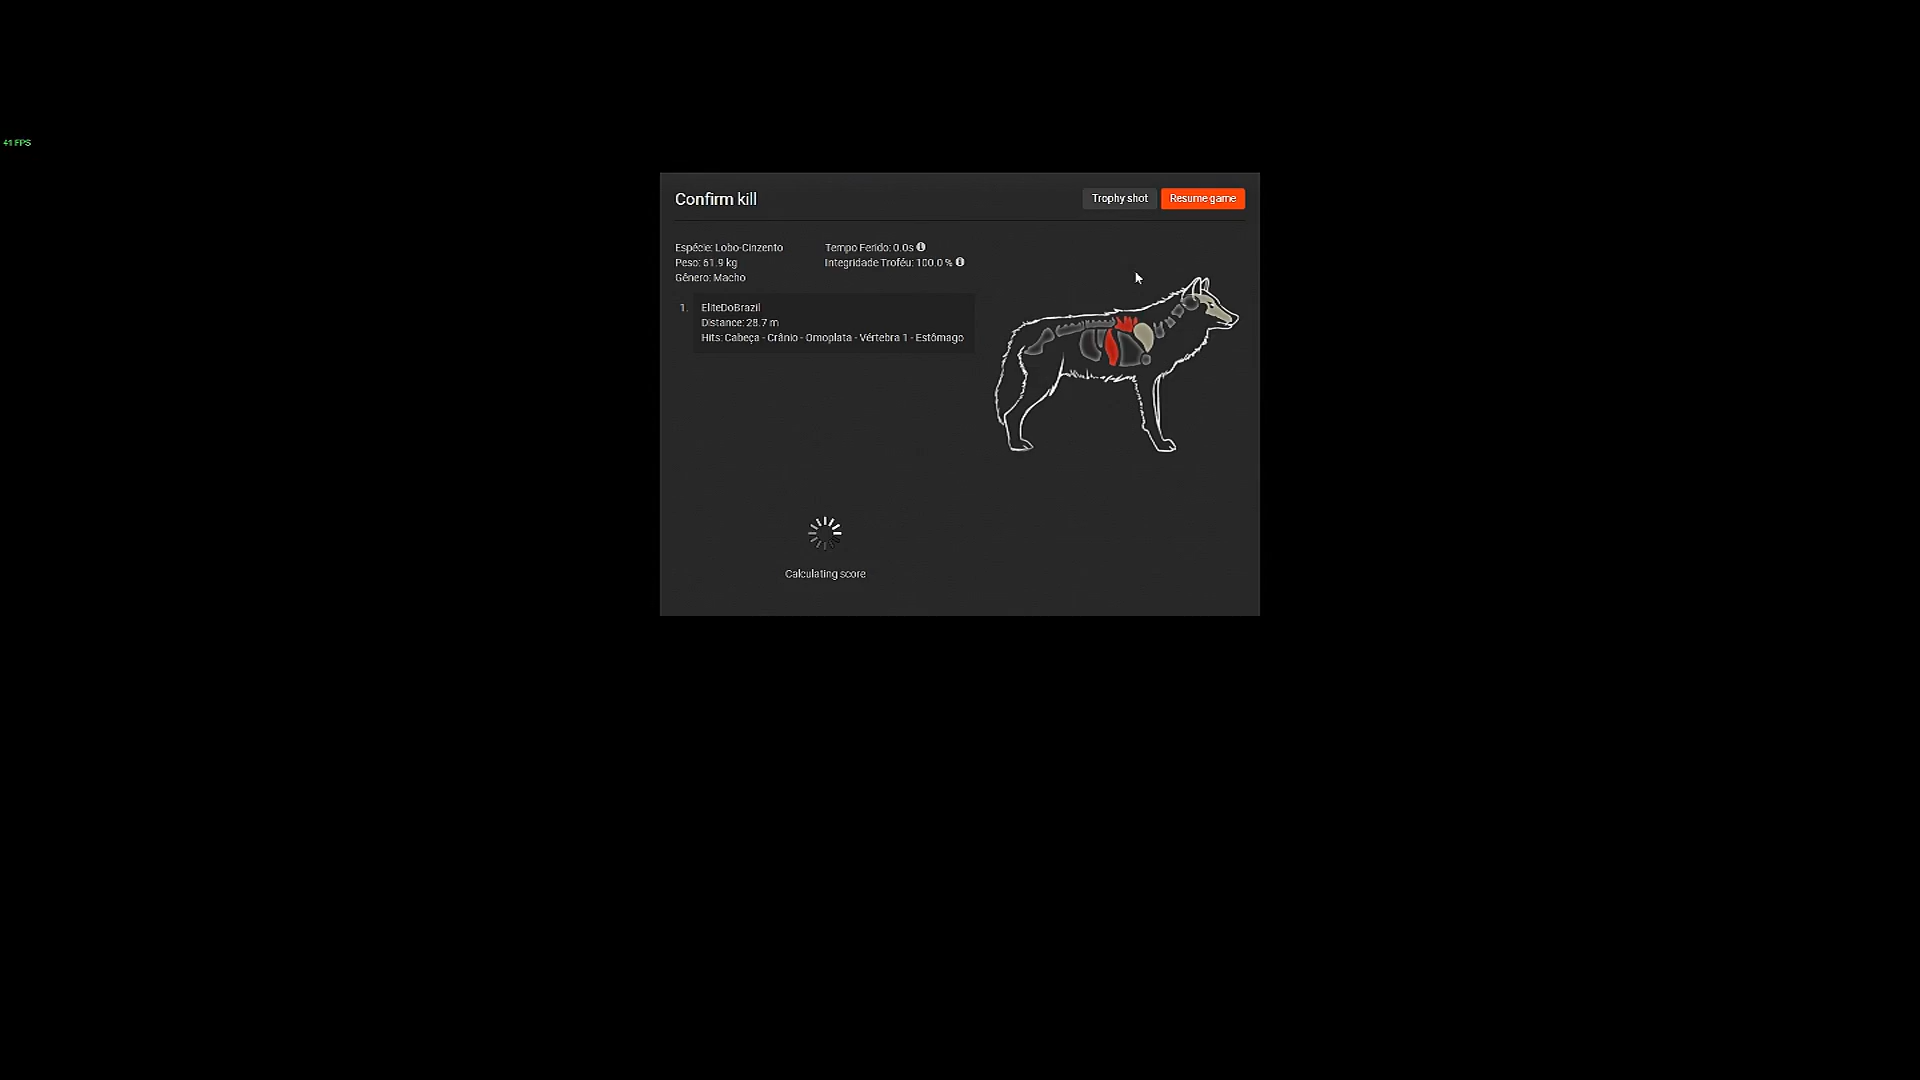 41 FPS
Confirm kill
Trophy shot
Resume game
Espécie: Lobo-Cinzento
Tempo Ferido: 0.0s
Peso: 61.9 kg
Integridade Troféu: 100.0 %
Gênero: Macho
1.
EliteDoBrazil
Distance: 28.7 m
Hits: Cabeça - Crânio - Omoplata - Vértebra 1 - Estômago
Calculating score